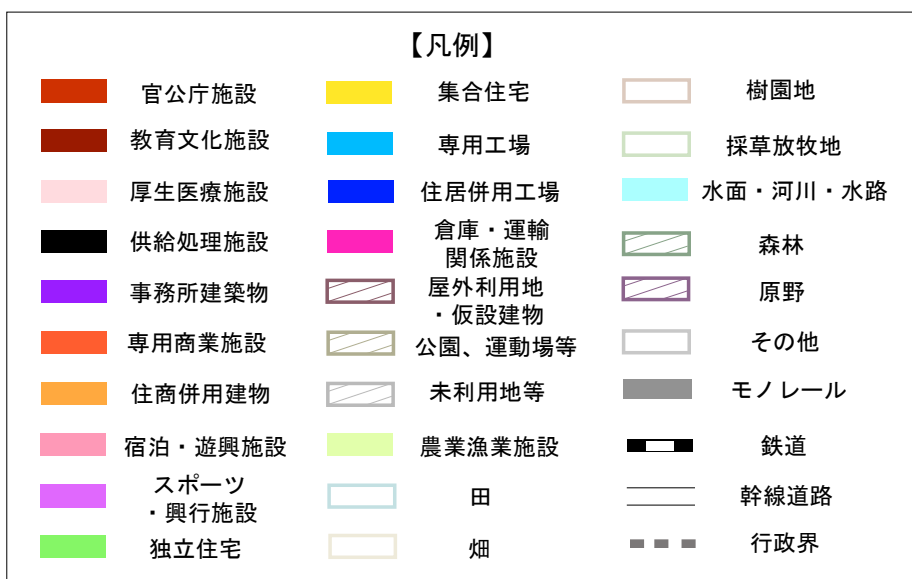 【凡例】
官公庁施設
教育文化施設
厚生医療施設
供給処理施設
事務所建築物
専用商業施設
住商併用建物
宿泊・遊興施設
スポーツ
・興行施設
独立住宅
集合住宅
専用工場
住居併用工場
倉庫・運輸
関係施設
屋外利用地
・仮設建物
公園、運動場等
未利用地等
農業漁業施設
田
畑
樹園地
採草放牧地
水面・河川・水路
森林
原野
その他
モノレール
鉄道
幹線道路
行政界